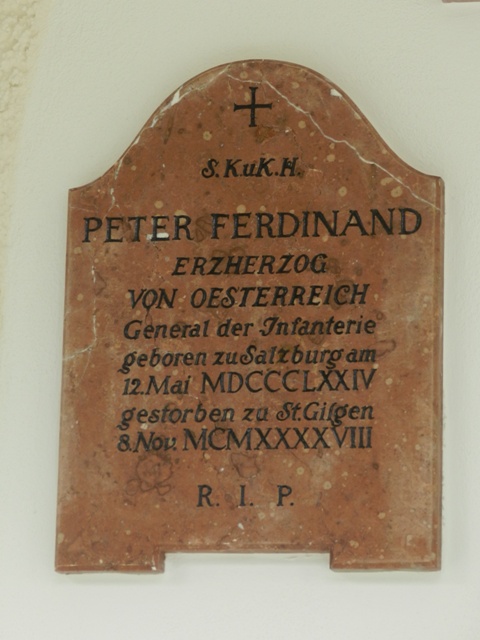 S.K.uK.H.
PETER FERDINAND
ERZHERZOG
VON OESTERREICH
General der Infanterie
geboren zu Salzburg am
12. Mai MDCCCLXXIV
gestorben zu St. Gilgen
8. Nov. MCMXXXXVIII
R. I. P.